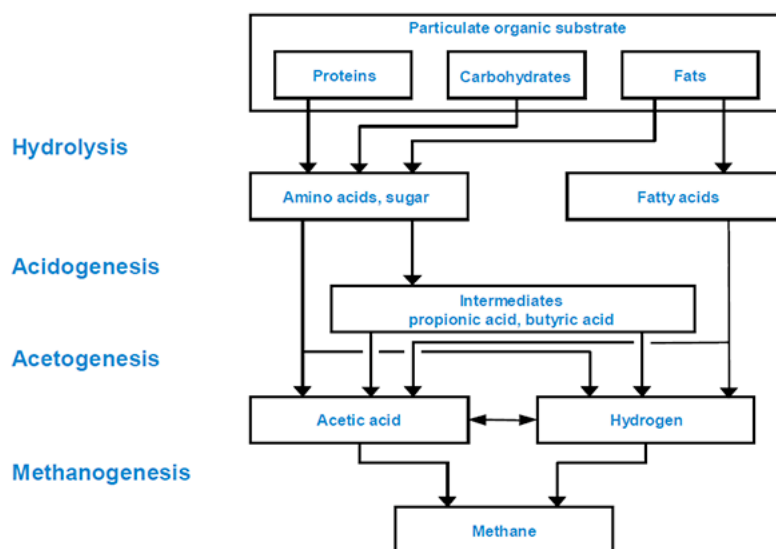 Particulate organic substrate
Proteins
Carbohydrates
Fats
Hydrolysis
Amino acids, sugar
Fatty acids
Acidogenesis
Intermediates
propionic acid, butyric acid
Acetogenesis
Acetic acid
Hydrogen
Methanogenesis
Methane